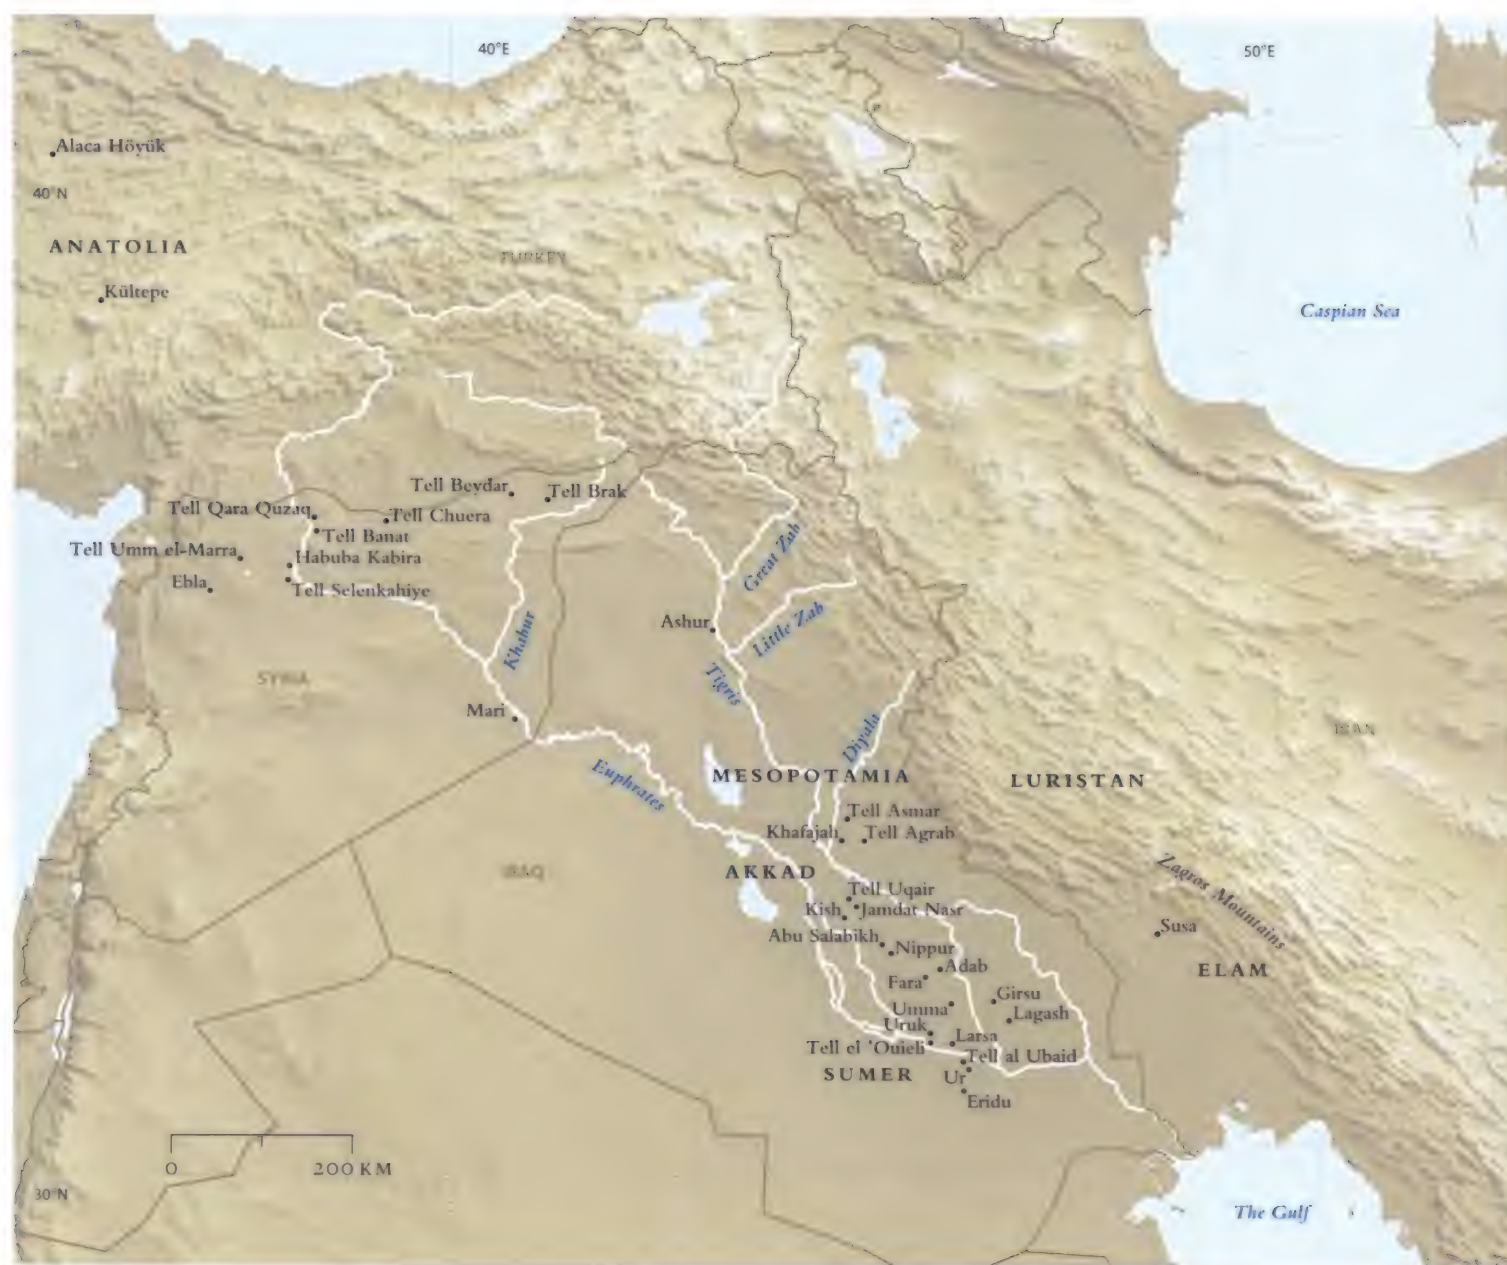 40°E
50°E
Alaca Höyük
40°N
ANATOLIA
TURKEY
Kültepe
Caspian Sea
Tell Beydar
Tell Brak
Tell Qara Quzaq
Tell Chuera
Tell Banat
Tell Umm el-Marra
Habuba Kabira
Ebla
Tell Selenkahiye
Great Zab
Ashur
Little Zab
Khabur
Tigris
SYRIA
Mari
Diyala
IRAN
Euphrates
MESOPOTAMIA
LURISTAN
Tell Asmar
Khafajah
Tell Agrab
AKKAD
IRAQ
Zagros Mountains
Tell Uqair
Kish
Jamdat Nasr
Susa
Abu Salabikh
Nippur
ELAM
Adab
Fara
Girsu
Umma
Lagash
Uruk
Larsa
Tell el 'Ouieli
Tell al Ubaid
SUMER
Ur
Eridu
0
200 KM
30°N
The Gulf